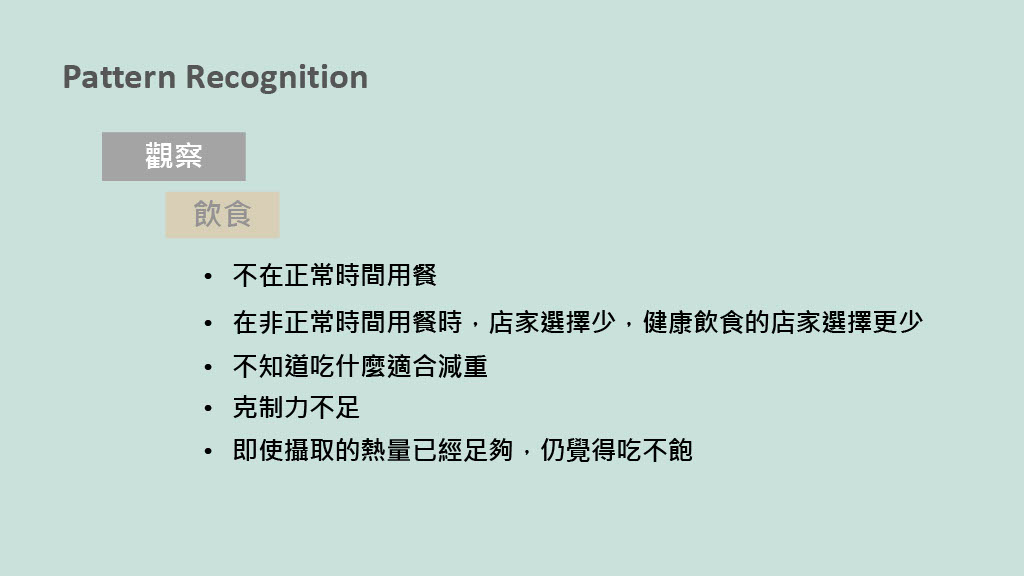 Pattern Recognition
觀察
飲食
• 不在正常時間用餐
• 在非正常時間用餐時，店家選擇少，健康飲食的店家選擇更少
• 不知道吃什麼適合減重
• 克制力不足
• 即使攝取的熱量已經足夠，仍覺得吃不飽